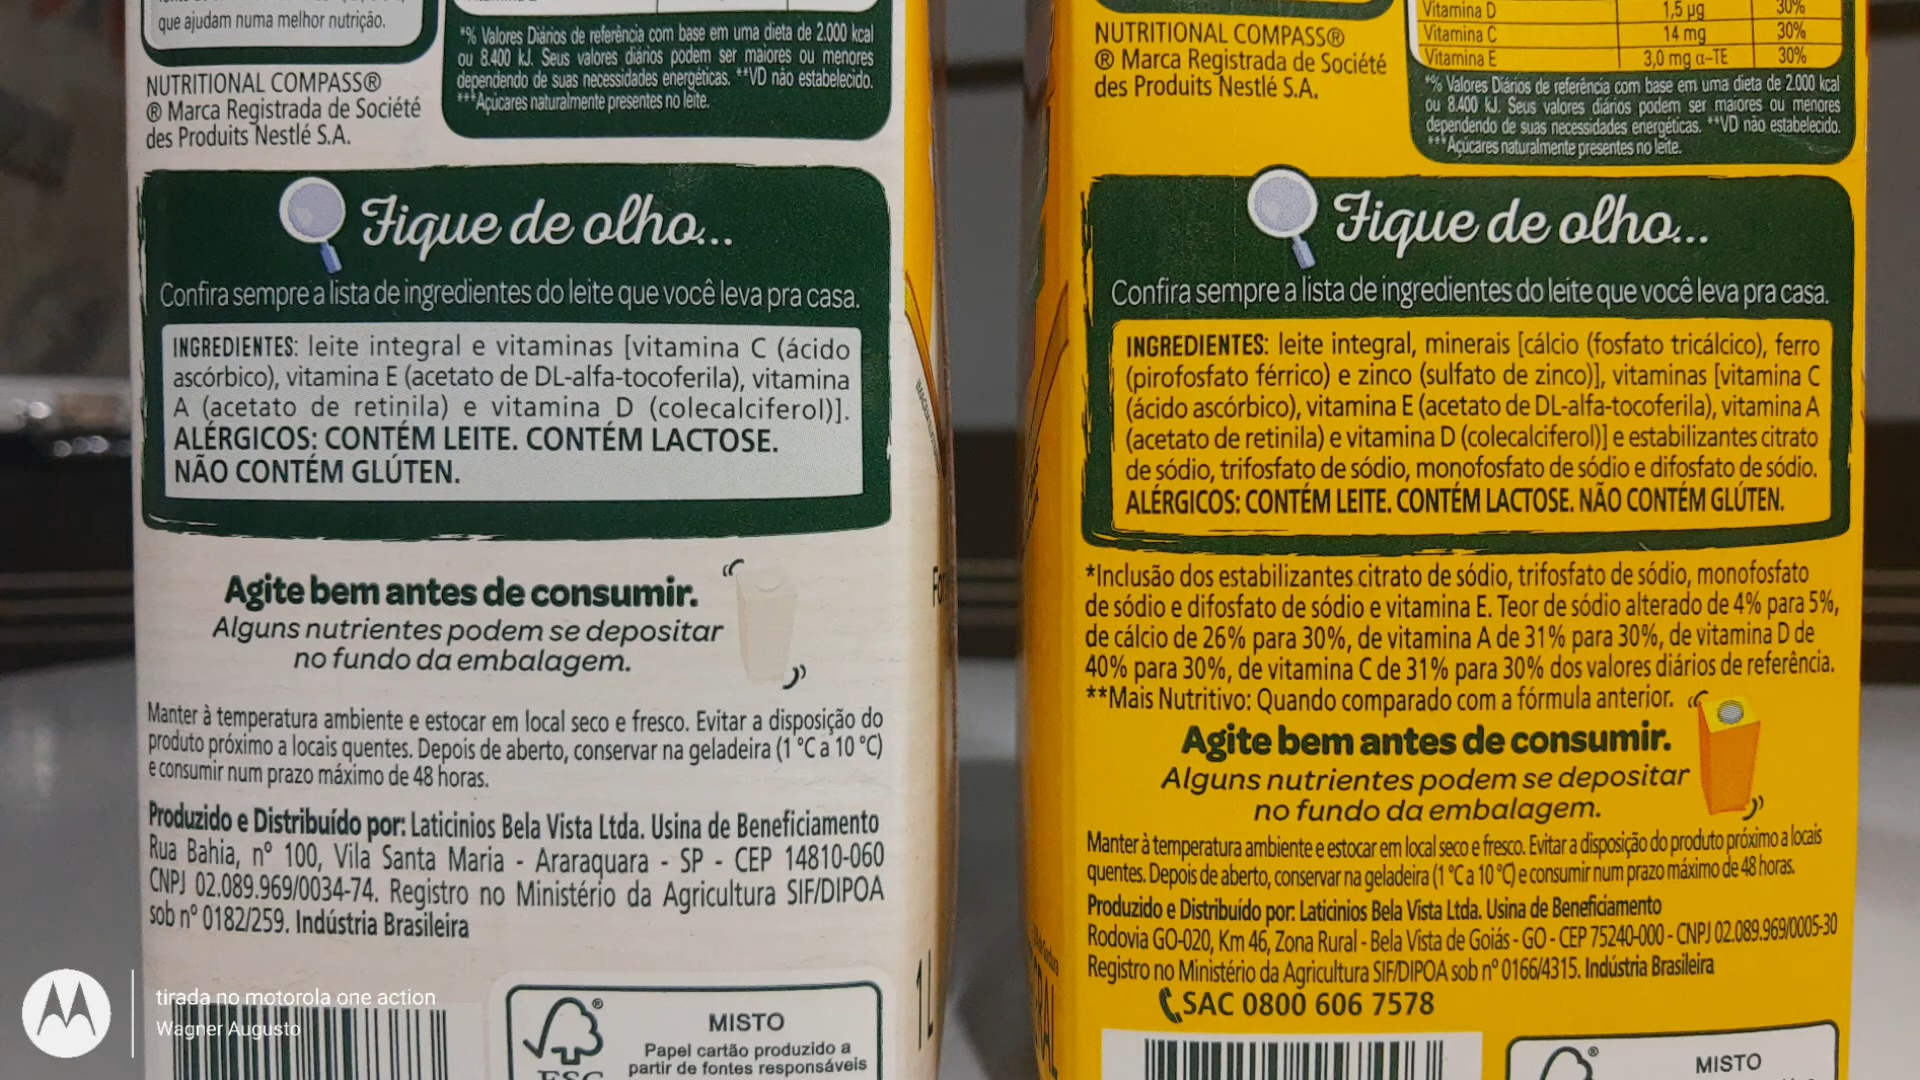 que ajudam numa melhor nutrição.
*% Valores Diários de referência com base em uma dieta de 2.000 kcal
ou 8.400 kJ. Seus valores diários podem ser maiores ou menores
dependendo de suas necessidades energéticas. **VD não estabelecido.
***Açúcares naturalmente presentes no leite.
NUTRITIONAL COMPASS®
® Marca Registrada de Société
des Produits Nestlé S.A.
Fique de olho...
Confira sempre a lista de ingredientes do leite que você leva pra casa.
INGREDIENTES: leite integral e vitaminas [vitamina C (ácido
ascórbico), vitamina E (acetato de DL-alfa-tocoferila), vitamina
A (acetato de retinila) e vitamina D (colecalciferol)].
ALÉRGICOS: CONTÉM LEITE. CONTÉM LACTOSE.
NÃO CONTÉM GLÚTEN.
Agite bem antes de consumir.
Alguns nutrientes podem se depositar
no fundo da embalagem.
Manter à temperatura ambiente e estocar em local seco e fresco. Evitar a disposição do
produto próximo a locais quentes. Depois de aberto, conservar na geladeira (1 °C a 10 °C)
e consumir num prazo máximo de 48 horas.
Produzido e Distribuído por: Laticinios Bela Vista Ltda. Usina de Beneficiamento
Rua Bahia, nº 100, Vila Santa Maria - Araraquara - SP - CEP 14810-060
CNPJ 02.089.969/0034-74. Registro no Ministério da Agricultura SIF/DIPOA
sob nº 0182/259. Indústria Brasileira
MISTO
Papel cartão produzido a
partir de fontes responsáveis
FSC
1 L
NUTRITIONAL COMPASS®
® Marca Registrada de Société
des Produits Nestlé S.A.
Vitamina D 1,5 µg 30%
Vitamina C 14 mg 30%
Vitamina E 3,0 mg α-TE 30%
*% Valores Diários de referência com base em uma dieta de 2.000 kcal
ou 8.400 kJ. Seus valores diários podem ser maiores ou menores
dependendo de suas necessidades energéticas. **VD não estabelecido.
***Açúcares naturalmente presentes no leite.
Fique de olho...
Confira sempre a lista de ingredientes do leite que você leva pra casa.
INGREDIENTES: leite integral, minerais [cálcio (fosfato tricálcico), ferro
(pirofosfato férrico) e zinco (sulfato de zinco)], vitaminas [vitamina C
(ácido ascórbico), vitamina E (acetato de DL-alfa-tocoferila), vitamina A
(acetato de retinila) e vitamina D (colecalciferol)] e estabilizantes citrato
de sódio, trifosfato de sódio, monofosfato de sódio e difosfato de sódio.
ALÉRGICOS: CONTÉM LEITE. CONTÉM LACTOSE. NÃO CONTÉM GLÚTEN.
*Inclusão dos estabilizantes citrato de sódio, trifosfato de sódio, monofosfato
de sódio e difosfato de sódio e vitamina E. Teor de sódio alterado de 4% para 5%,
de cálcio de 26% para 30%, de vitamina A de 31% para 30%, de vitamina D de
40% para 30%, de vitamina C de 31% para 30% dos valores diários de referência.
**Mais Nutritivo: Quando comparado com a fórmula anterior.
Agite bem antes de consumir.
Alguns nutrientes podem se depositar
no fundo da embalagem.
Manter à temperatura ambiente e estocar em local seco e fresco. Evitar a disposição do produto próximo a locais
quentes. Depois de aberto, conservar na geladeira (1 °C a 10 °C) e consumir num prazo máximo de 48 horas.
Produzido e Distribuído por: Laticinios Bela Vista Ltda. Usina de Beneficiamento
Rodovia GO-020, Km 46, Zona Rural - Bela Vista de Goiás - GO - CEP 75240-000 - CNPJ 02.089.969/0005-30
Registro no Ministério da Agricultura SIF/DIPOA sob nº 0166/4315. Indústria Brasileira
SAC 0800 606 7578
MISTO
tirada no motorola one action
Wagner Augusto